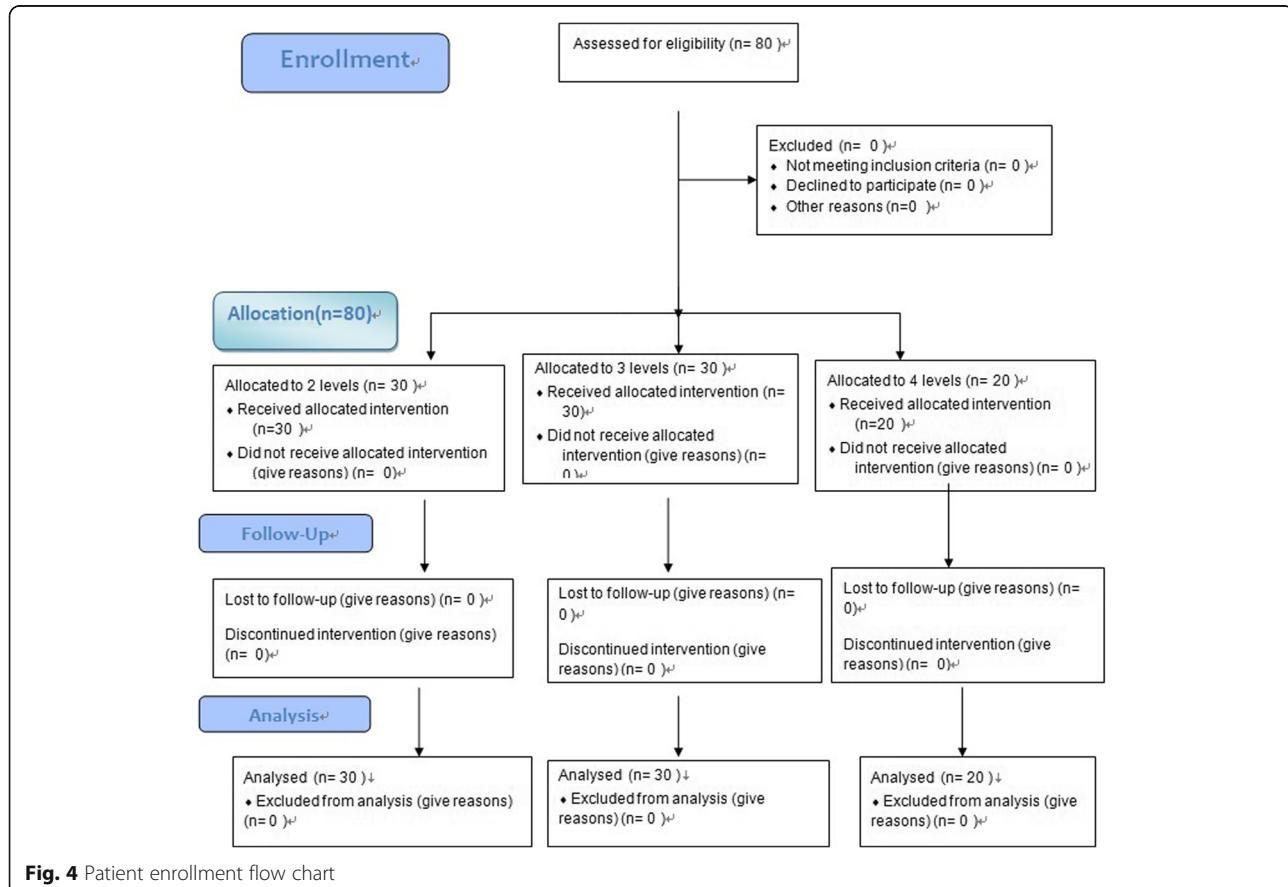 Enrollment↵
Assessed for eligibility (n= 80 )↵
Excluded (n= 0 )↵
♦ Not meeting inclusion criteria (n= 0 )↵
♦ Declined to participate (n= 0 )↵
♦ Other reasons (n=0 )↵
Allocation(n=80)↵
Allocated to 2 levels (n= 30 )↵
♦ Received allocated intervention
(n=30 )↵
♦ Did not receive allocated intervention
(give reasons) (n= 0)↵
Allocated to 3 levels (n= 30 )↵
♦ Received allocated intervention (n=
30)↵
♦ Did not receive allocated
intervention (give reasons) (n=
0 )↵
Allocated to 4 levels (n= 20 )↵
♦ Received allocated intervention
(n=20 )↵
♦ Did not receive allocated
intervention (give reasons) (n= 0 )↵
Follow-Up↵
Lost to follow-up (give reasons) (n= 0 )↵
Discontinued intervention (give reasons)
(n= 0)↵
Lost to follow-up (give reasons) (n=
0 )↵
Discontinued intervention (give
reasons) (n= 0 )↵
Lost to follow-up (give reasons) (n=
0)↵
Discontinued intervention (give
reasons) (n= 0)↵
Analysis↵
Analysed (n= 30 )↓
♦ Excluded from analysis (give reasons)
(n= 0 )↵
Analysed (n= 30 )↓
♦ Excluded from analysis (give
reasons) (n= 0 )↵
Analysed (n= 20 )↓
♦ Excluded from analysis (give
reasons) (n= 0 )↵
Fig. 4 Patient enrollment flow chart